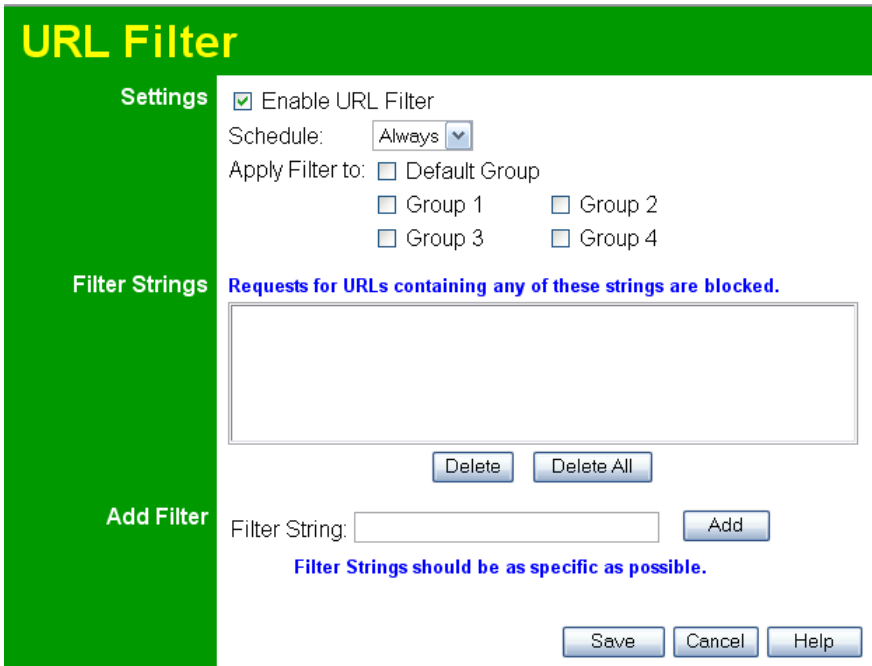 URL Filter
Settings
Enable URL Filter
Schedule: Always
Apply Filter to: Default Group
Group 1 Group 2
Group 3 Group 4
Filter Strings
Requests for URLs containing any of these strings are blocked.
Delete Delete All
Add Filter
Filter String: Add
Filter Strings should be as specific as possible.
Save Cancel Help